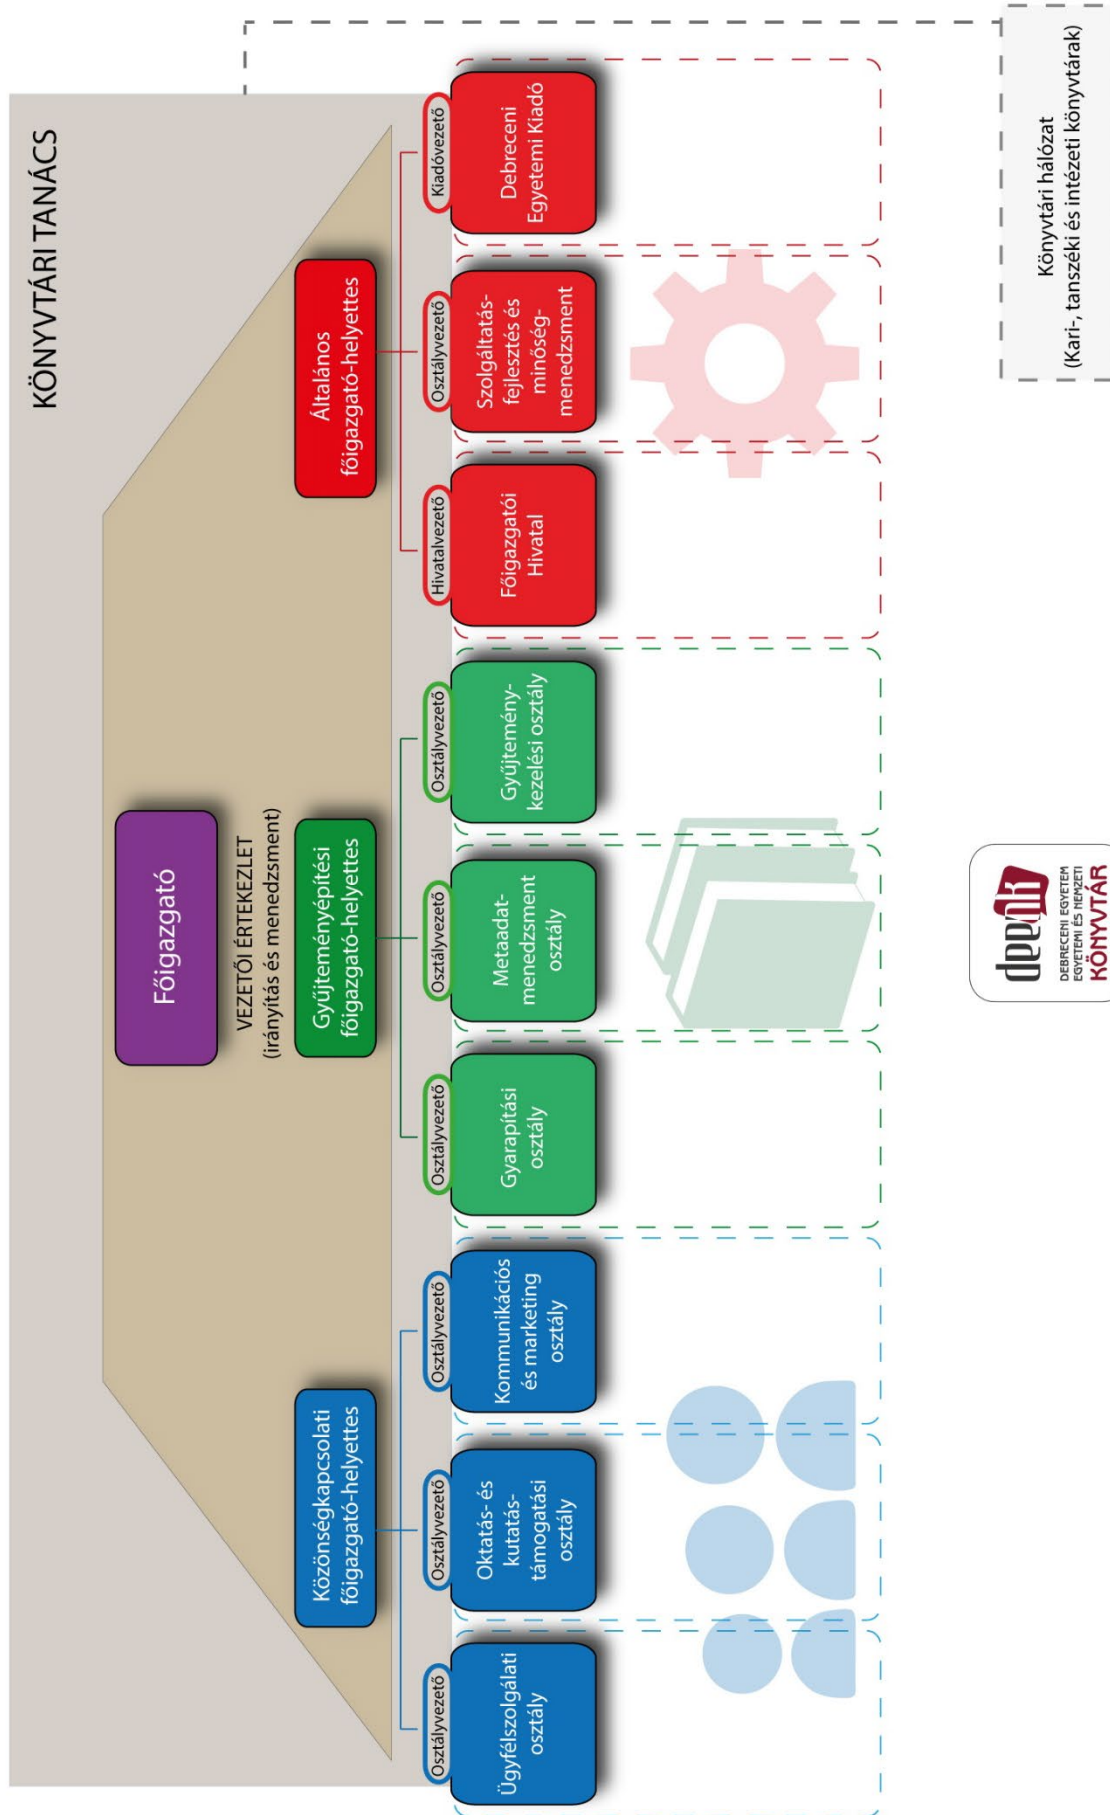 KÖNYVTÁRI TANÁCS
Főigazgató
VEZETŐI ÉRTEKEZLET
(irányítás és menedzsment)
Közönségkapcsolati
főigazgató-helyettes
Gyűjteményépítési
főigazgató-helyettes
Általános
főigazgató-helyettes
Osztályvezető
Osztályvezető
Osztályvezető
Osztályvezető
Osztályvezető
Osztályvezető
Hivatalvezető
Osztályvezető
Kiadóvezető
Ügyfélszolgálati
osztály
Oktatás- és
kutatás-
támogatási
osztály
Kommunikációs
és marketing
osztály
Gyarapítási
osztály
Metaadat-
menedzsment
osztály
Gyűjtemény-
kezelési osztály
Főigazgatói
Hivatal
Szolgáltatás-
fejlesztés és
minőség-
menedzsment
Debreceni
Egyetemi Kiadó
deenk
DEBRECENI EGYETEM
EGYETEMI ÉS NEMZETI
KÖNYVTÁR
Könyvtári hálózat
(Kari-, tanszéki és intézeti könyvtárak)